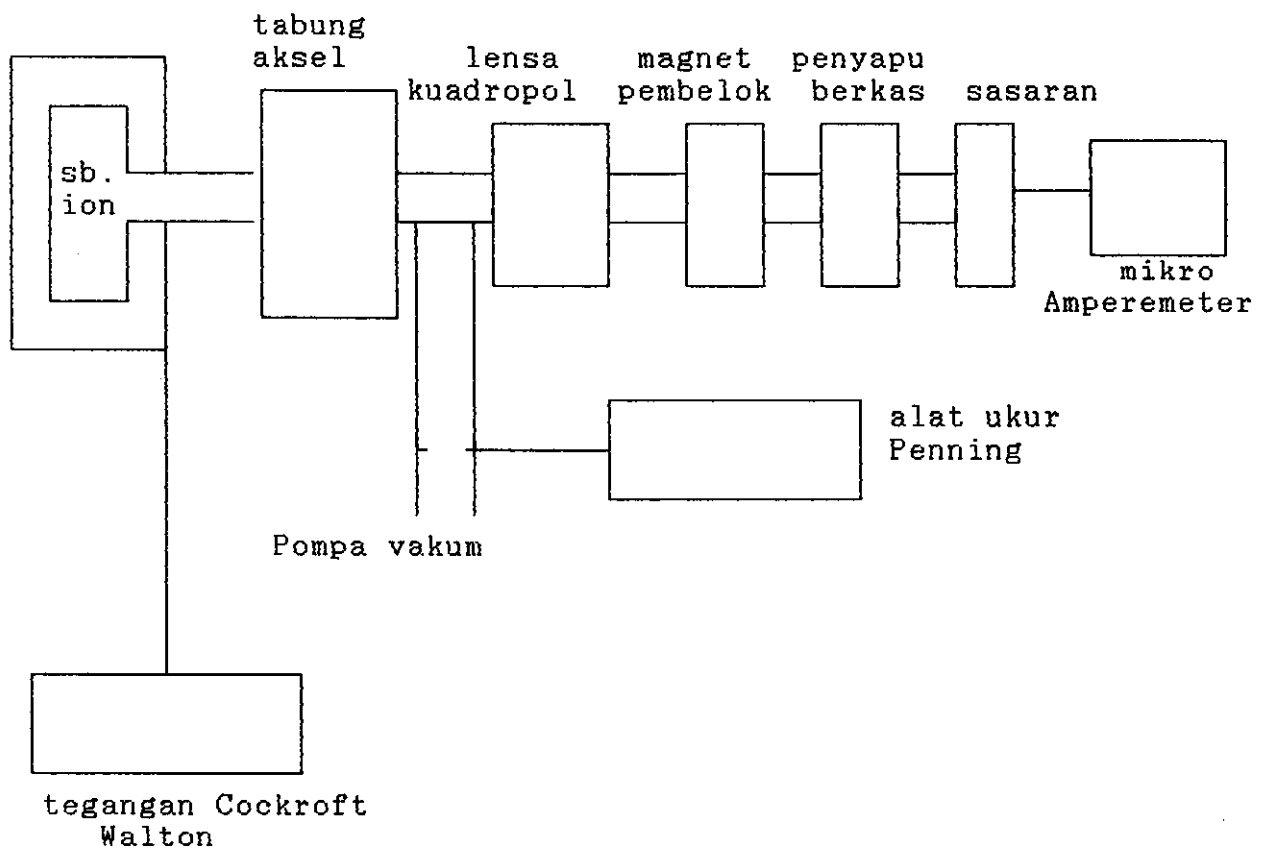 tabung
aksel
lensa
kuadropol
magnet
pembelok
penyapu
berkas
sasaran
sb.
ion
mikro
Amperemeter
alat ukur
Penning
Pompa vakum
tegangan Cockroft
Walton